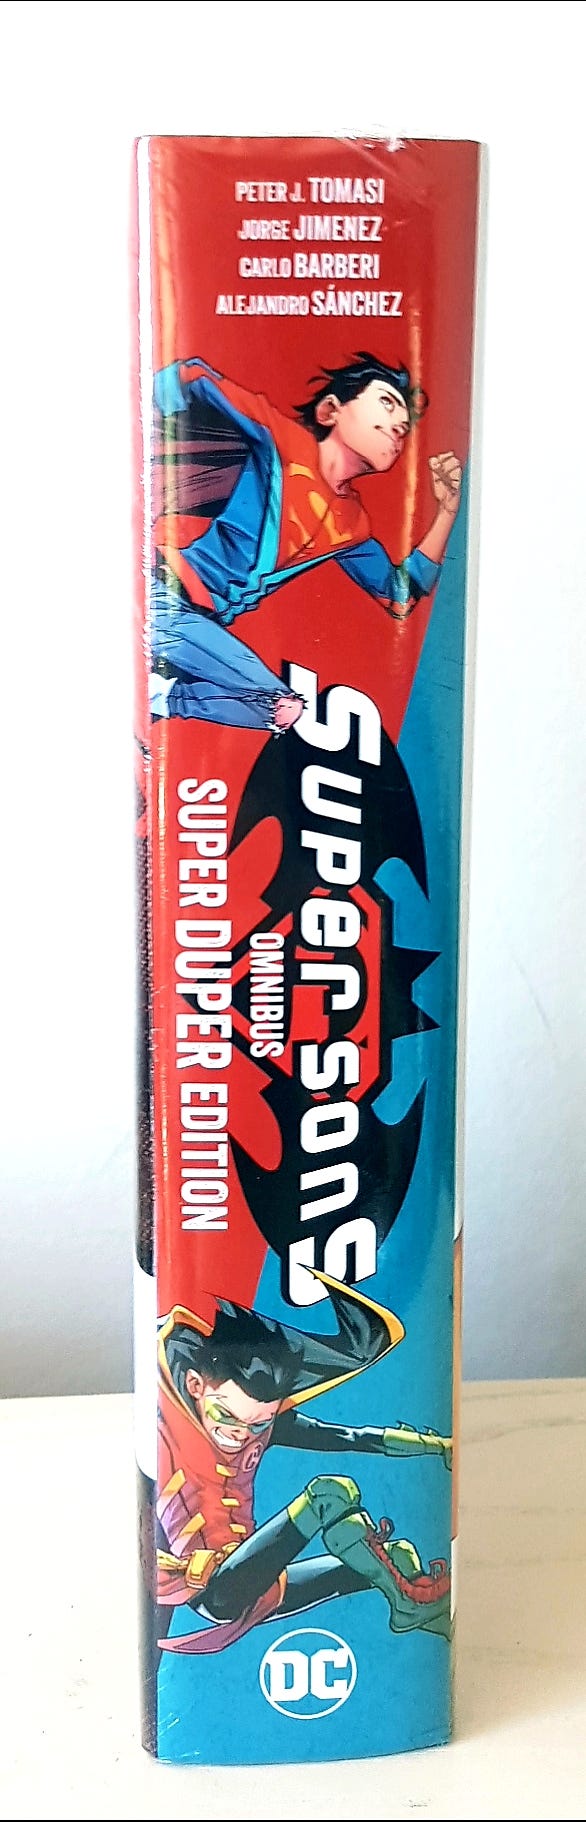 PETER J. TOMASI
JORGE JIMENEZ
CARLO BARBERI
ALEJANDRO SÁNCHEZ
SUPER SONS
OMNIBUS
SUPER DUPER EDITION
DC